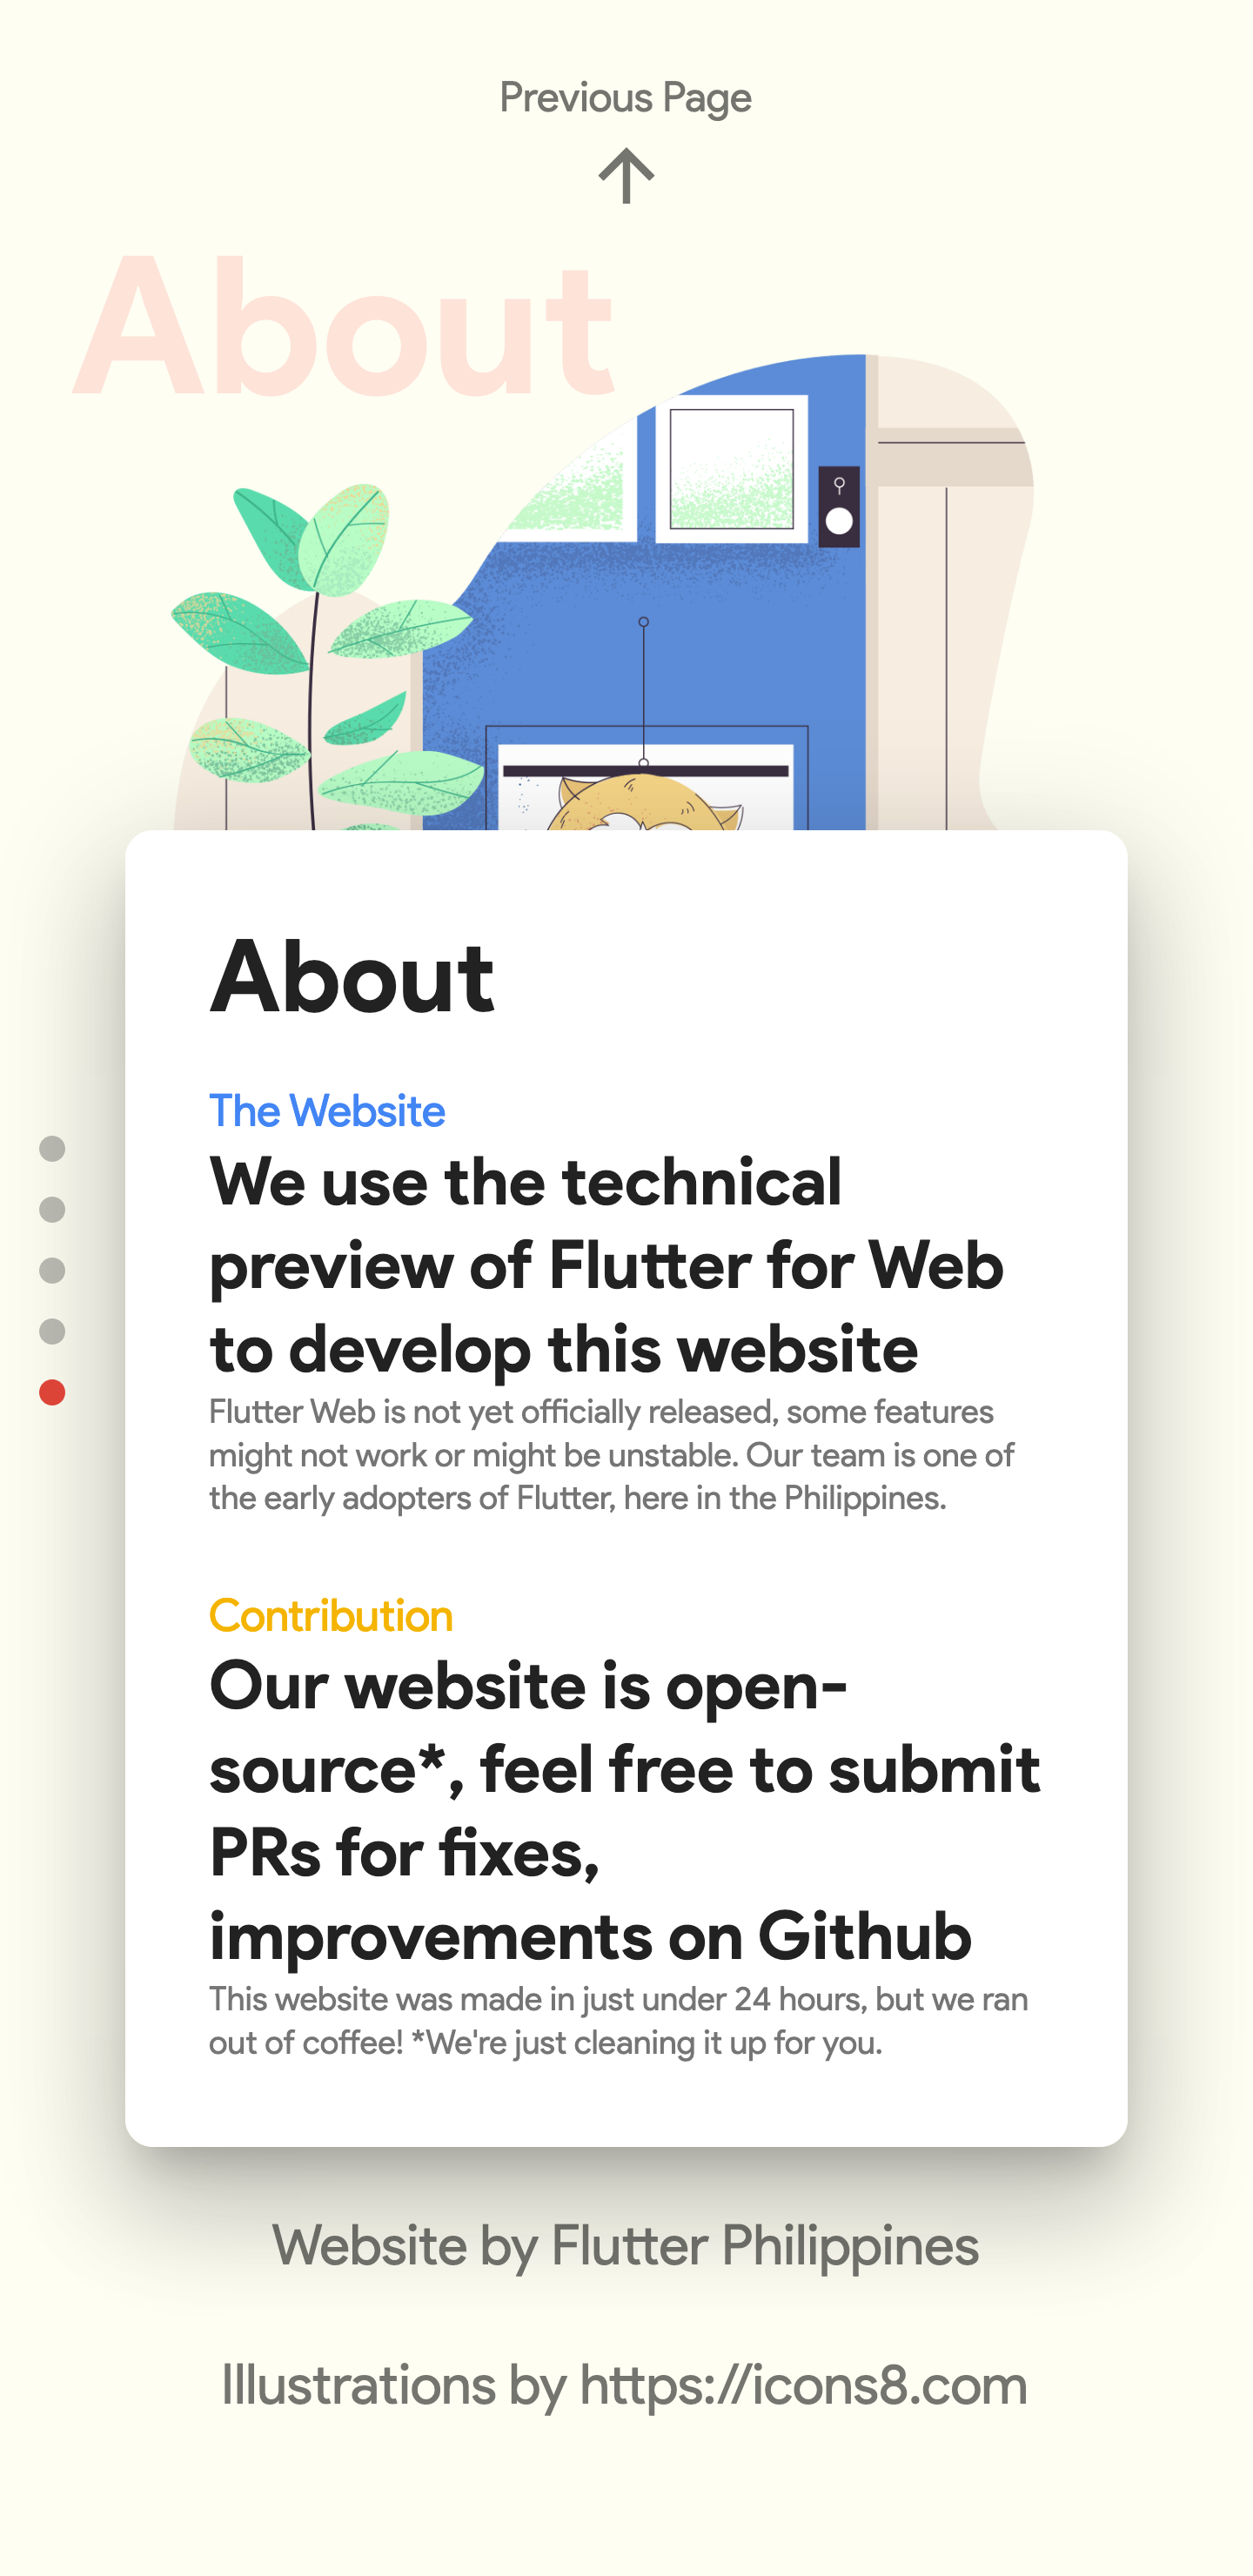 Previous Page
About
About
The Website
We use the technical
preview of Flutter for Web
to develop this website
Flutter Web is not yet officially released, some features
might not work or might be unstable. Our team is one of
the early adopters of Flutter, here in the Philippines.
Contribution
Our website is open-
source*, feel free to submit
PRs for fixes,
improvements on Github
This website was made in just under 24 hours, but we ran
out of coffee! *We're just cleaning it up for you.
Website by Flutter Philippines
Illustrations by https://icons8.com